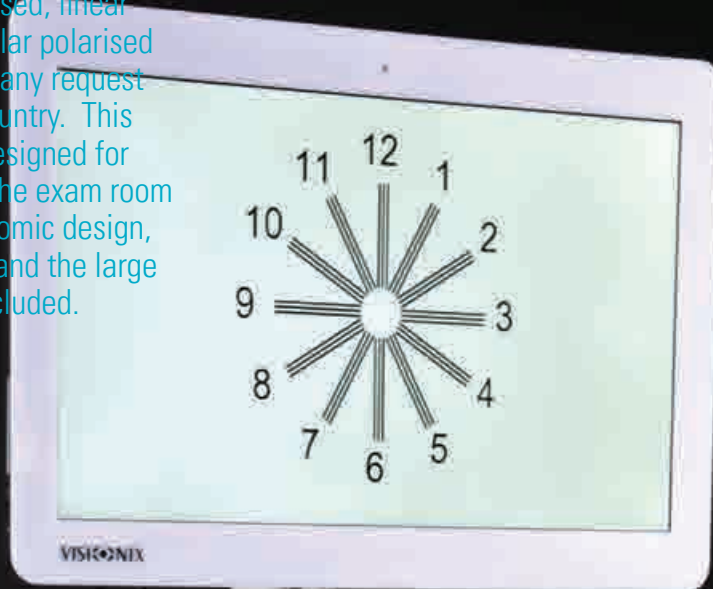 sed, linear
lar polarised
any request
untry. This
esigned for
he exam room
omic design,
and the large
cluded.
12
11
1
10
2
9
3
8
4
7
5
6
VISIONIX